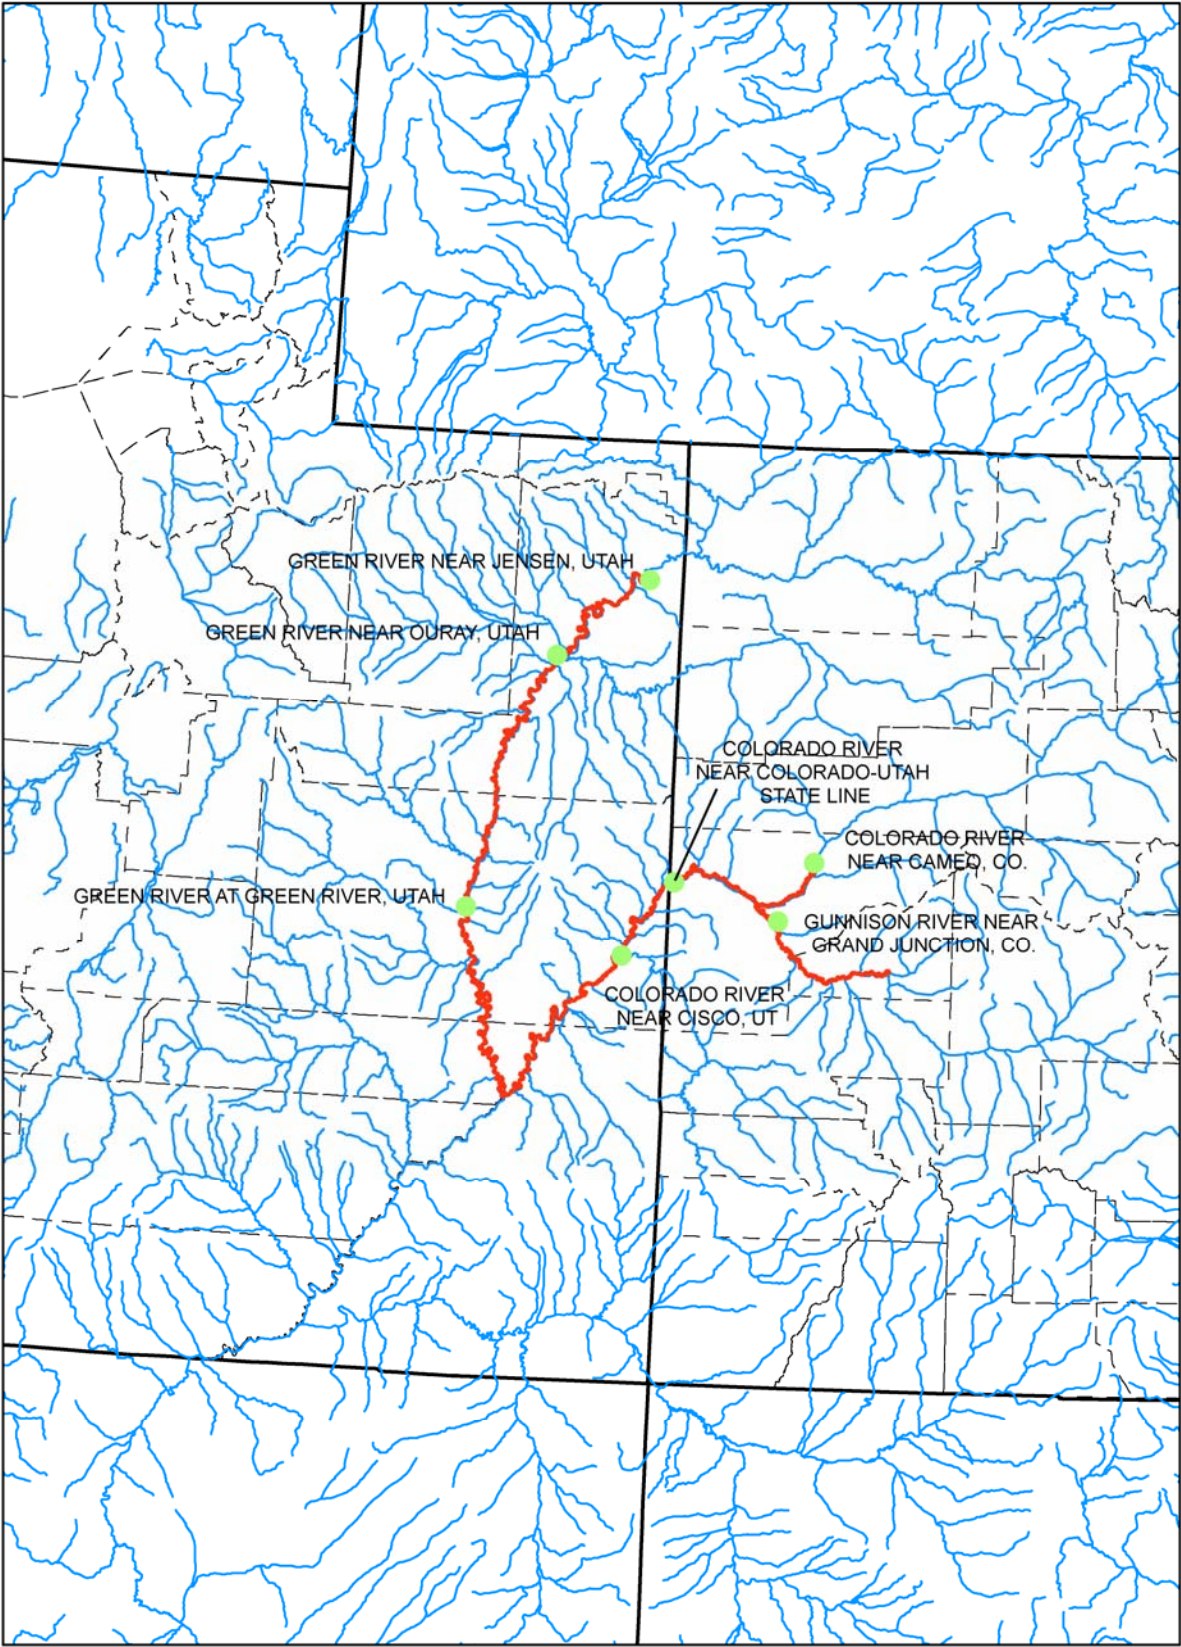 GREEN RIVER NEAR JENSEN, UTAH
GREEN RIVER NEAR OURAY, UTAH
COLORADO RIVER
NEAR COLORADO-UTAH
STATE LINE
COLORADO RIVER
NEAR CAMEO, CO.
GREEN RIVER AT GREEN RIVER, UTAH
GUNNISON RIVER NEAR
GRAND JUNCTION, CO.
COLORADO RIVER
NEAR CISCO, UT